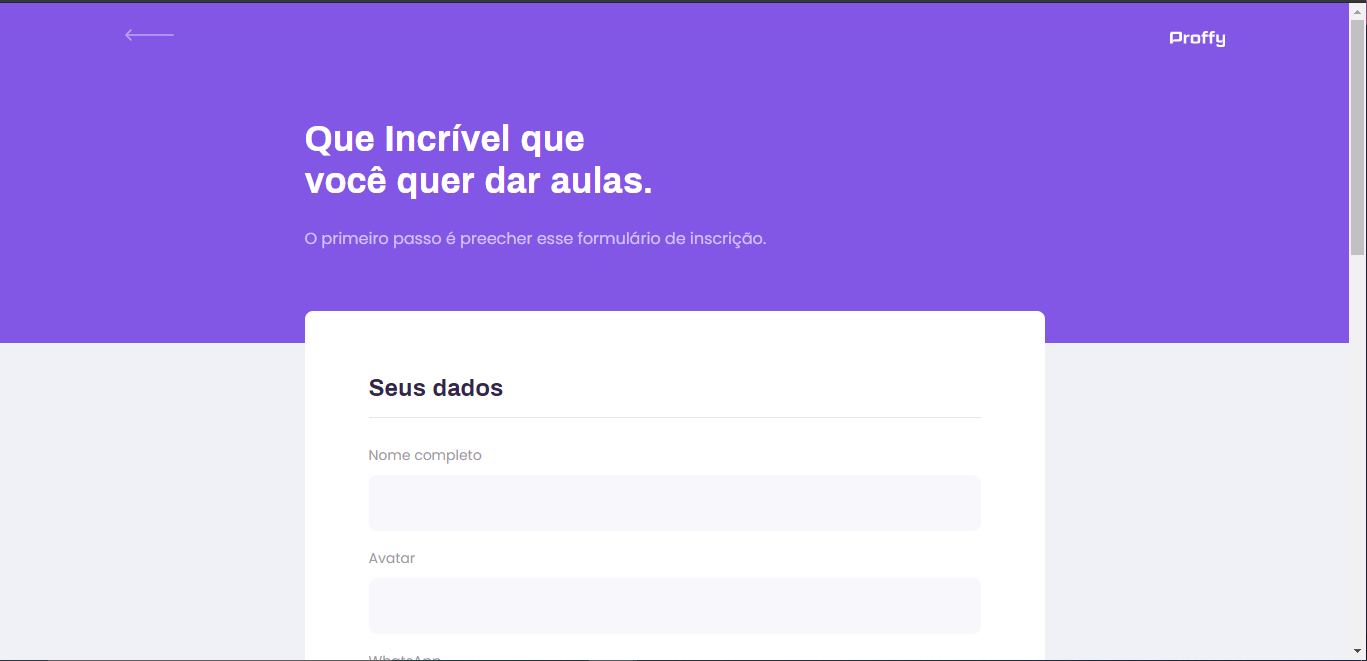 Proffy
Que Incrível que
você quer dar aulas.
O primeiro passo é preecher esse formulário de inscrição.
Seus dados
Nome completo
Avatar
WhatsApp